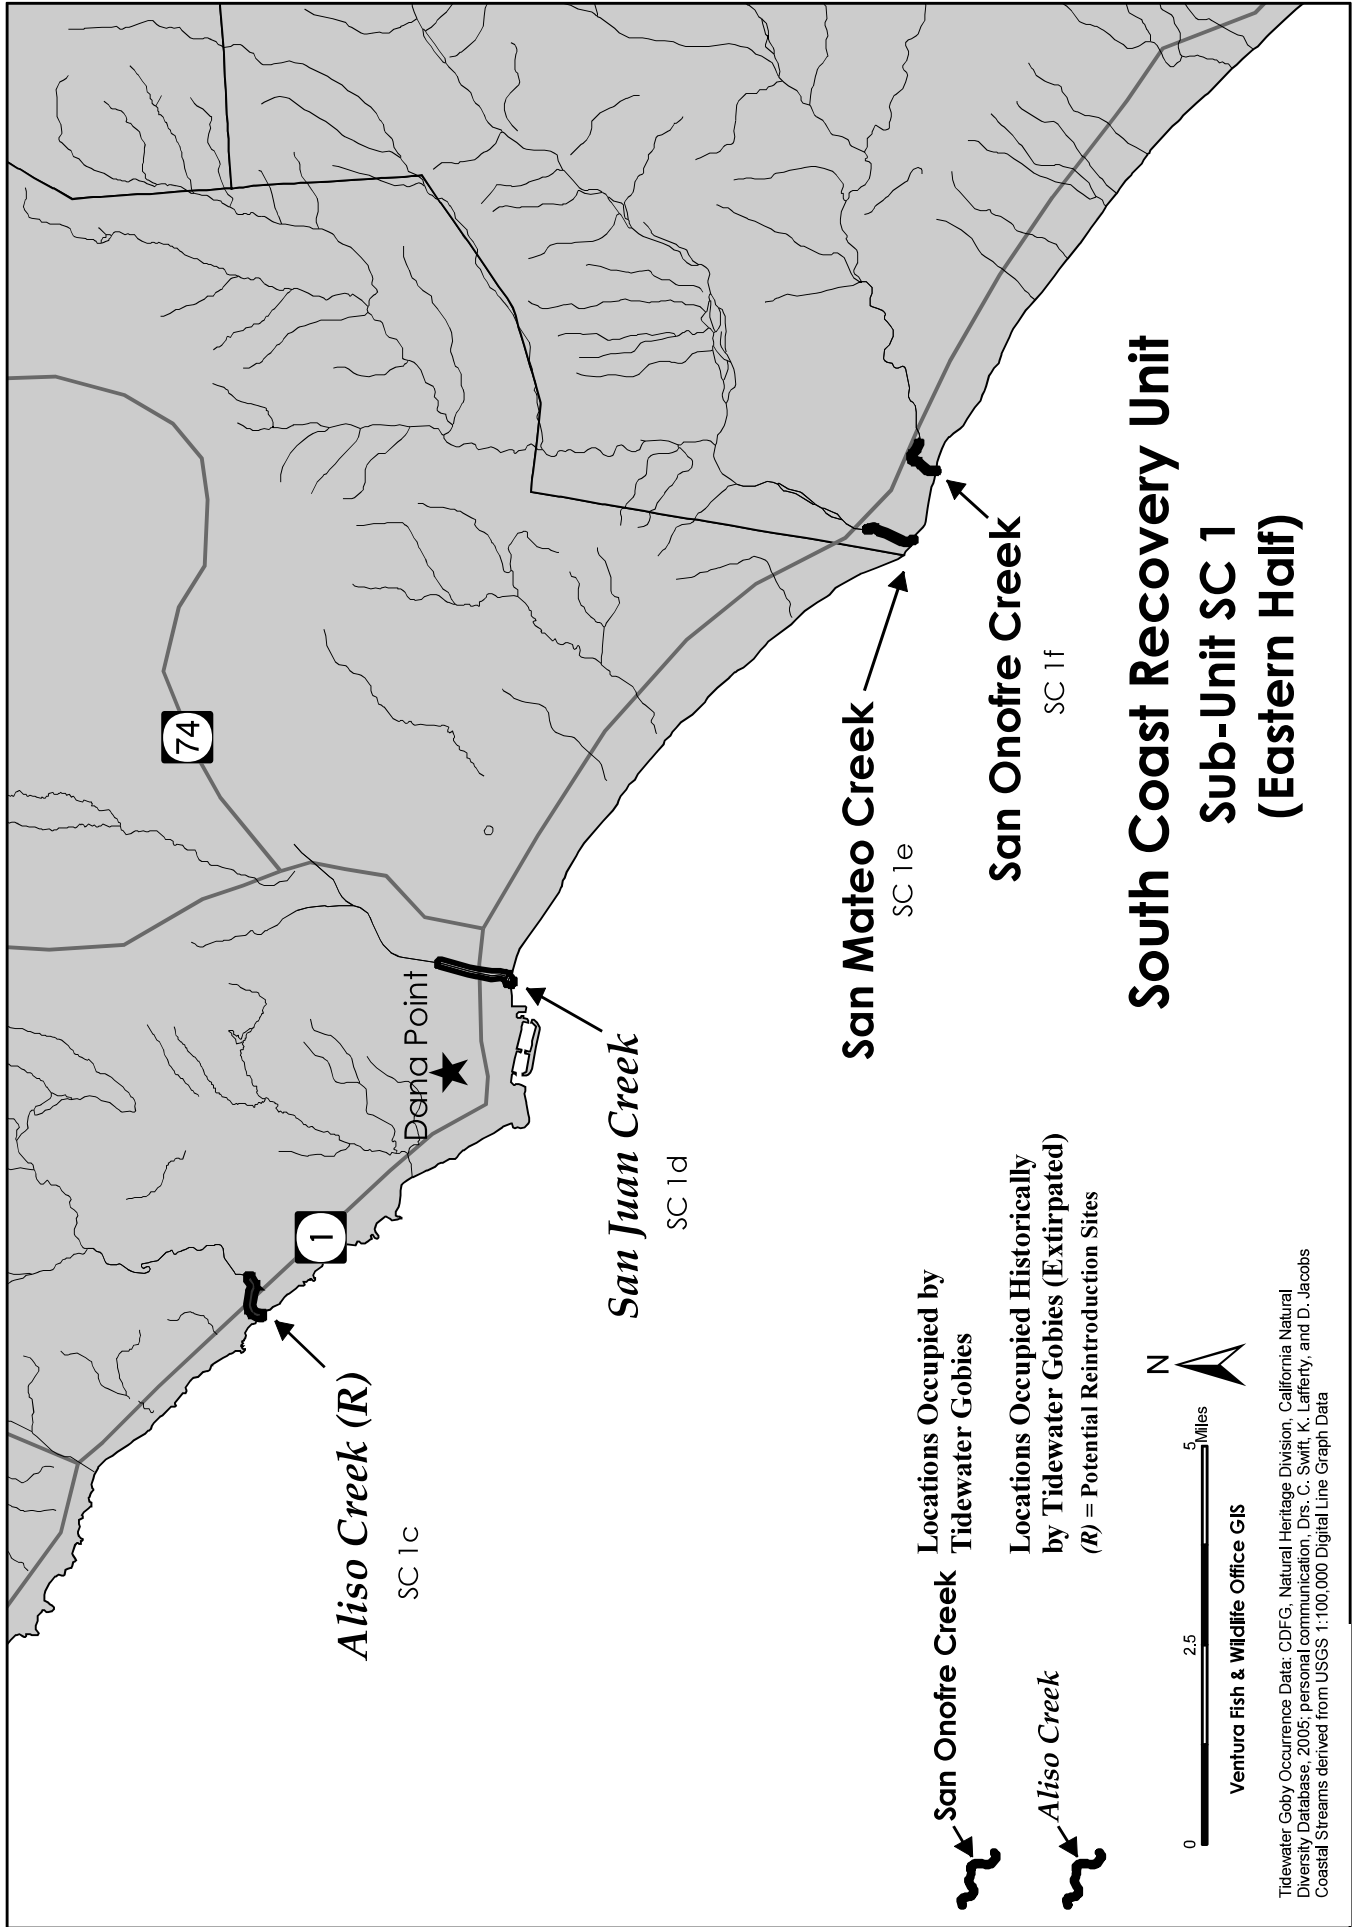 74
Dana Point
1
Aliso Creek (R)
SC 1c
San Juan Creek
SC 1d
San Mateo Creek
SC 1e
San Onofre Creek
SC 1f
South Coast Recovery Unit
Sub-Unit SC 1
(Eastern Half)
San Onofre Creek
Locations Occupied by
Tidewater Gobies
Aliso Creek
Locations Occupied Historically
by Tidewater Gobies (Extirpated)
(R) = Potential Reintroduction Sites
N
0 2.5 5
Miles
Ventura Fish & Wildlife Office GIS
Tidewater Goby Occurrence Data: CDFG, Natural Heritage Division, California Natural
Diversity Database, 2005; personal communication, Drs. C. Swift, K. Lafferty, and D. Jacobs
Coastal Streams derived from USGS 1:100,000 Digital Line Graph Data